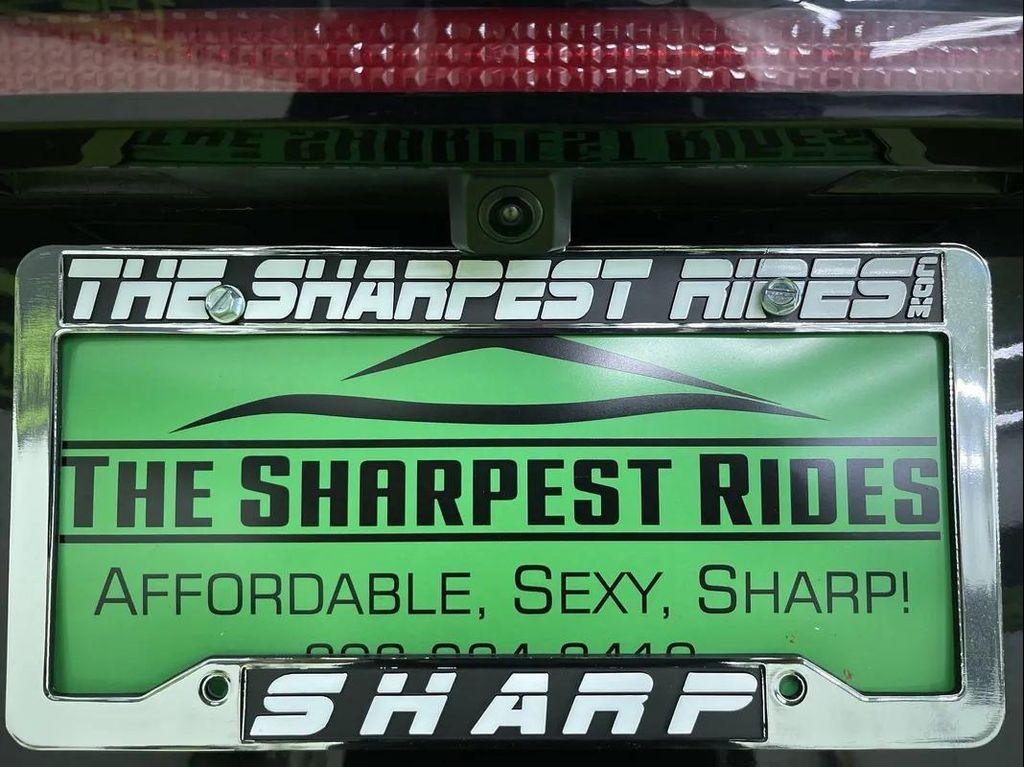 THE SHARPEST RIDES.COM
THE SHARPEST RIDES
AFFORDABLE, SEXY, SHARP!
SHARP